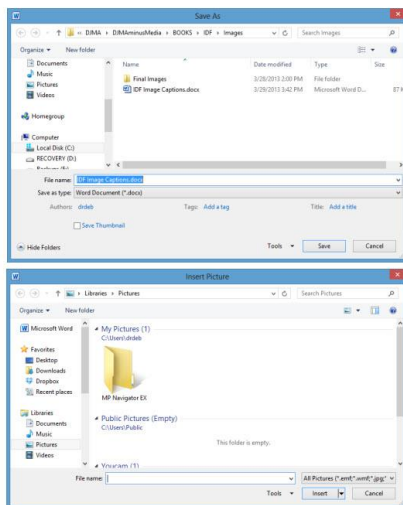 Save As
« DJMA › DIMAminusMedia › BOOKS › IDF › Images
Search Images
Organize
New folder
Documents
Music
Pictures
Videos
Homegroup
Computer
Local Disk (C:)
RECOVERY (D:)
Name
Date modified
Type
Size
Final Images
3/28/2013 2:00 PM
File folder
IDF Image Captions.docx
3/29/2013 3:42 PM
Microsoft Word D...
87 K
File name:
IDF Image Captions.docx
Save as type:
Word Document (*.docx)
Authors: drdeb
Tags: Add a tag
Title: Add a title
Save Thumbnail
Hide Folders
Tools
Save
Cancel
Insert Picture
Libraries › Pictures
Search Pictures
Organize
New folder
Microsoft Word
Favorites
Desktop
Downloads
Dropbox
Recent places
Libraries
Documents
Music
Pictures
Videos
My Pictures (1)
C:\Users\drdeb
MP Navigator EX
Public Pictures (Empty)
C:\Users\Public
This folder is empty.
Youcam (1)
File name:
All Pictures (*.emf;*.wmf;*.jpg;*
Tools
Insert
Cancel